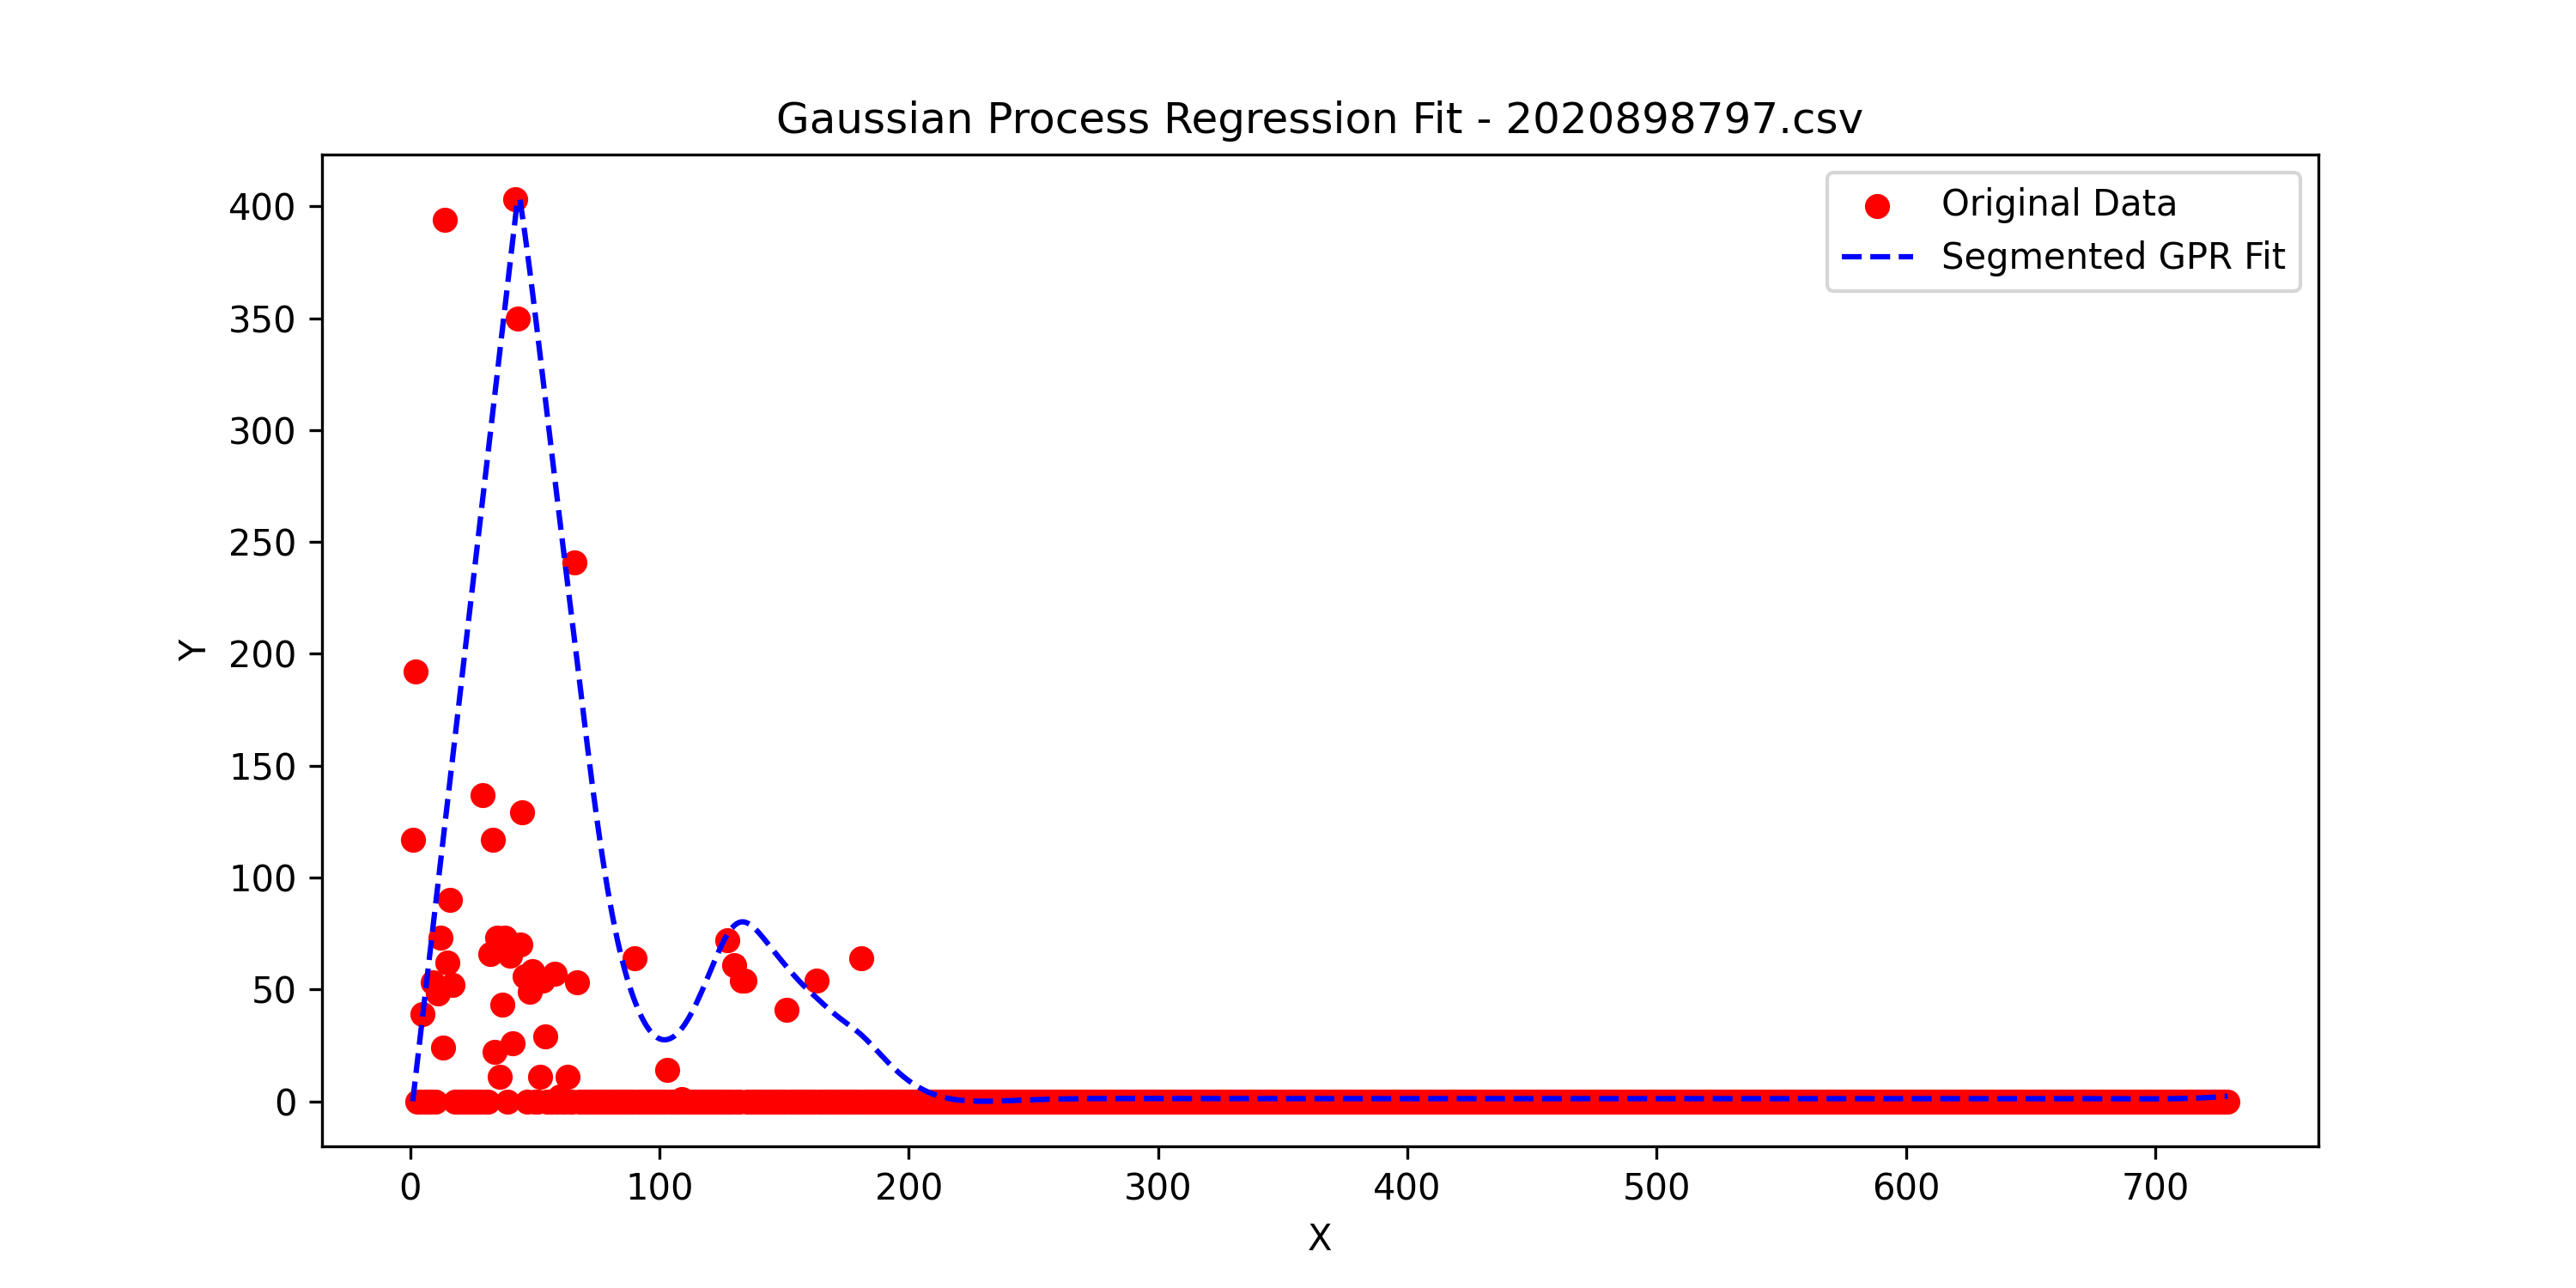 Gaussian Process Regression Fit - 2020898797.csv
Original Data
Segmented GPR Fit
400
350
300
250
200
150
100
50
0
Y
0 100 200 300 400 500 600 700
X